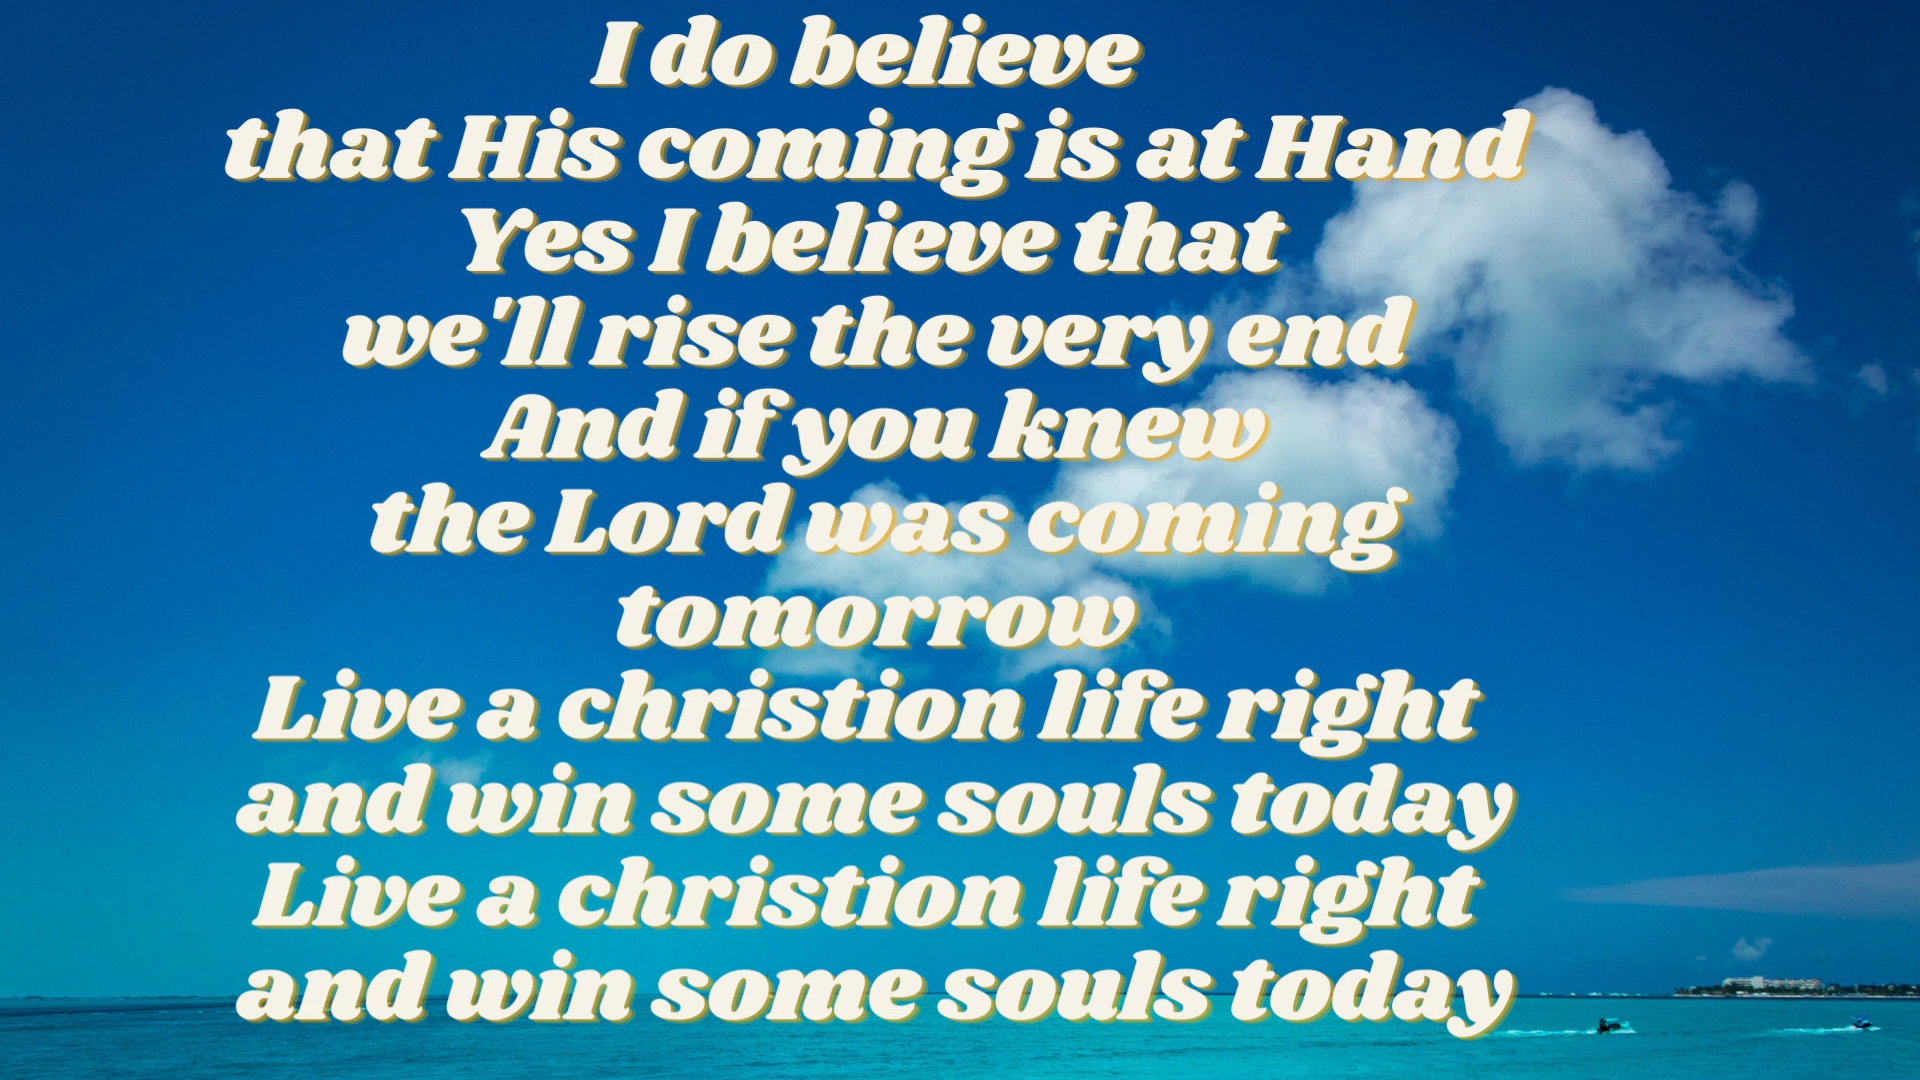 I do believe
that His coming is at Hand
Yes I believe that
we'll rise the very end
And if you knew
the Lord was coming
tomorrow
Live a christion life right
and win some souls today
Live a christion life right
and win some souls today